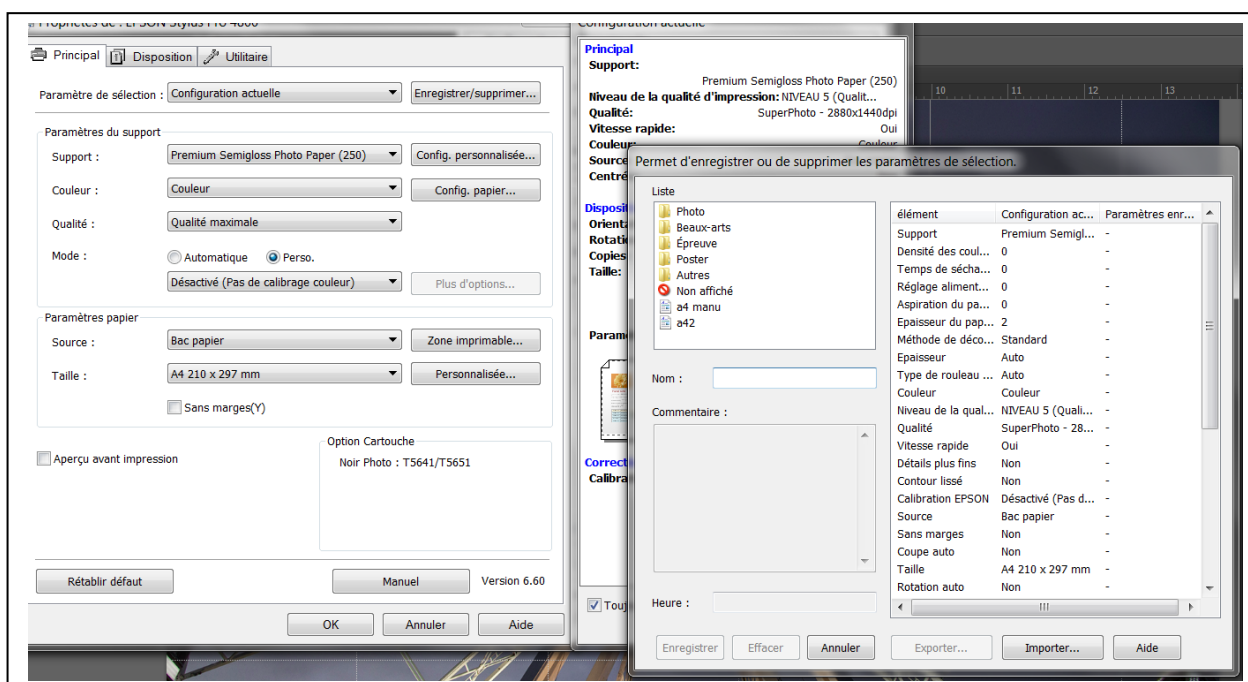 Propriétés de : EPSON Stylus Pro 4800
Principal Disposition Utilitaire
Paramètre de sélection : Configuration actuelle Enregistrer/supprimer...
Paramètres du support
Support : Premium Semigloss Photo Paper (250) Config. personnalisée...
Couleur : Couleur Config. papier...
Qualité : Qualité maximale
Mode : Automatique Perso.
Désactivé (Pas de calibrage couleur) Plus d'options...
Paramètres papier
Source : Bac papier Zone imprimable...
Taille : A4 210 x 297 mm Personnalisée...
Sans marges(Y)
Aperçu avant impression
Option Cartouche
Noir Photo : T5641/T5651
Rétablir défaut Manuel Version 6.60
OK Annuler Aide
Configuration actuelle
Principal
Support:
Premium Semigloss Photo Paper (250)
Niveau de la qualité d'impression: NIVEAU 5 (Qualit...
Qualité: SuperPhoto - 2880x1440dpi
Vitesse rapide: Oui
Couleur: Couleur
Source
Centré
Disposit
Orienta
Rotati
Copies
Taille:
Param
Correct
Calibra
Touj
10 11 12 13
Permet d'enregistrer ou de supprimer les paramètres de sélection.
Liste
Photo
Beaux-arts
Épreuve
Poster
Autres
Non affiché
a4 manu
a42
Nom :
Commentaire :
Heure :
élément Configuration ac... Paramètres enr...
Support Premium Semigl... -
Densité des coul... 0 -
Temps de sécha... 0 -
Réglage aliment... 0 -
Aspiration du pa... 0 -
Epaisseur du pap... 2 -
Méthode de déco... Standard -
Epaisseur Auto -
Type de rouleau ... Auto -
Couleur Couleur -
Niveau de la qual... NIVEAU 5 (Quali... -
Qualité SuperPhoto - 28... -
Vitesse rapide Oui -
Détails plus fins Non -
Contour lissé Non -
Calibration EPSON Désactivé (Pas d... -
Source Bac papier -
Sans marges Non -
Coupe auto Non -
Taille A4 210 x 297 mm -
Rotation auto Non -
Enregistrer Effacer Annuler Exporter... Importer... Aide